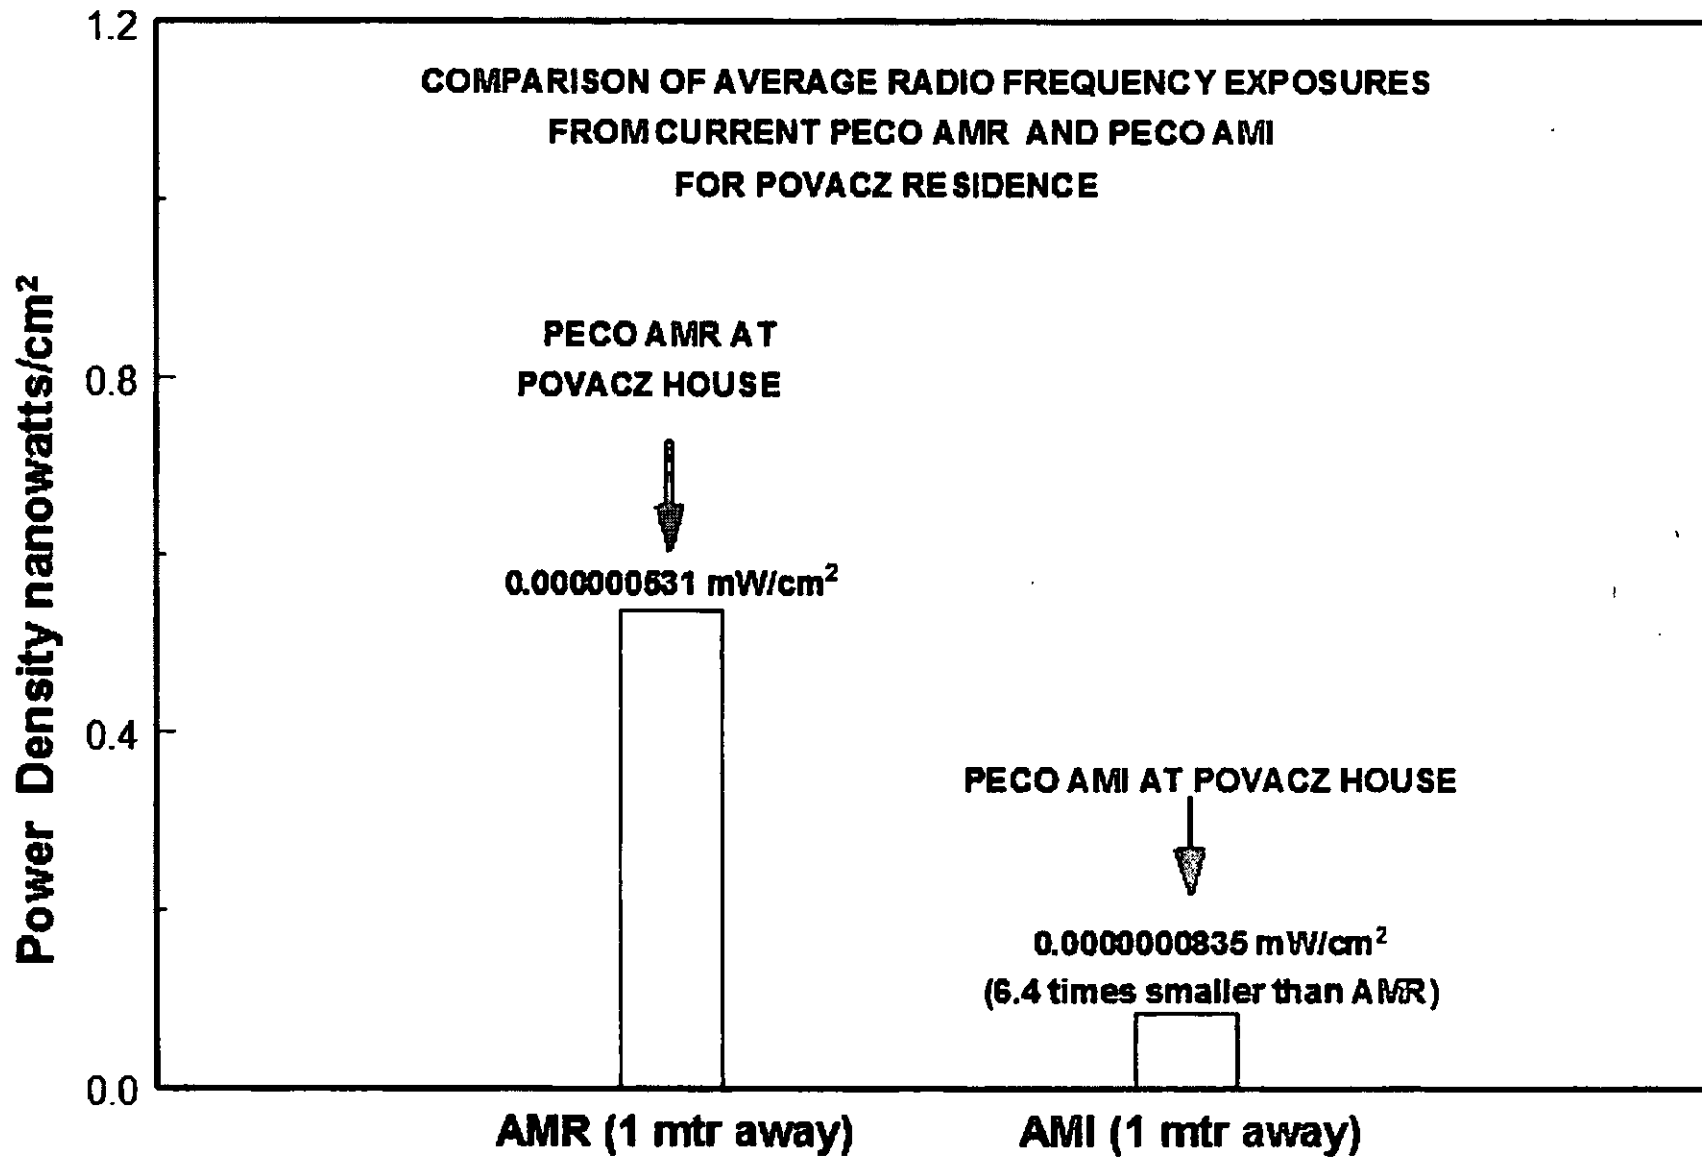 COMPARISON OF AVERAGE RADIO FREQUENCY EXPOSURES
FROM CURRENT PECO AMR AND PECO AMI
FOR POVACZ RESIDENCE
Power Density nanowatts/cm²
1.2
0.8
0.4
0.0
PECO AMR AT
POVACZ HOUSE
0.000000531 mW/cm²
PECO AMI AT POVACZ HOUSE
0.0000000835 mW/cm²
(6.4 times smaller than AMR)
AMR (1 mtr away)
AMI (1 mtr away)